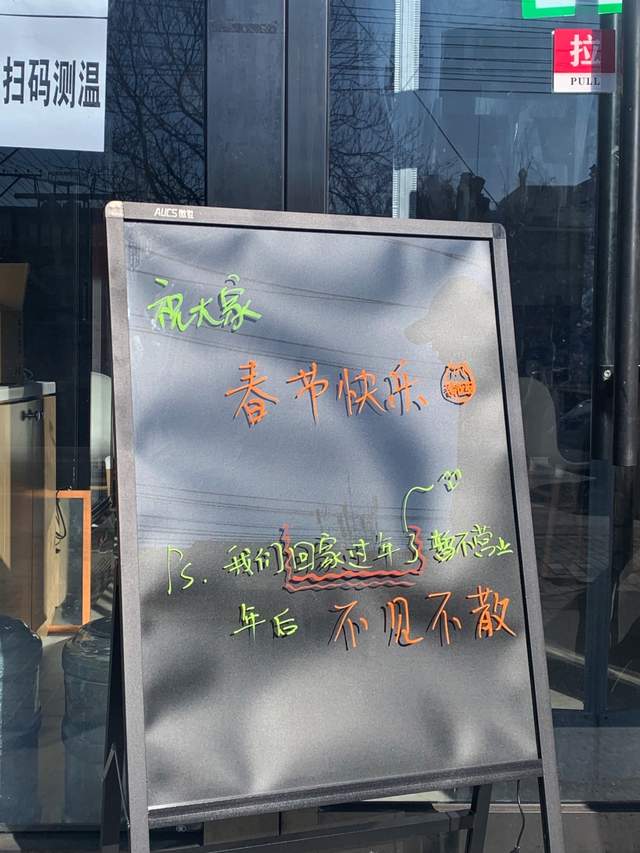 扫码测温
拉
PULL
AUCS
祝大家
春节快乐
Ps. 我们回家过年了 暂不营业
年后 不见不散